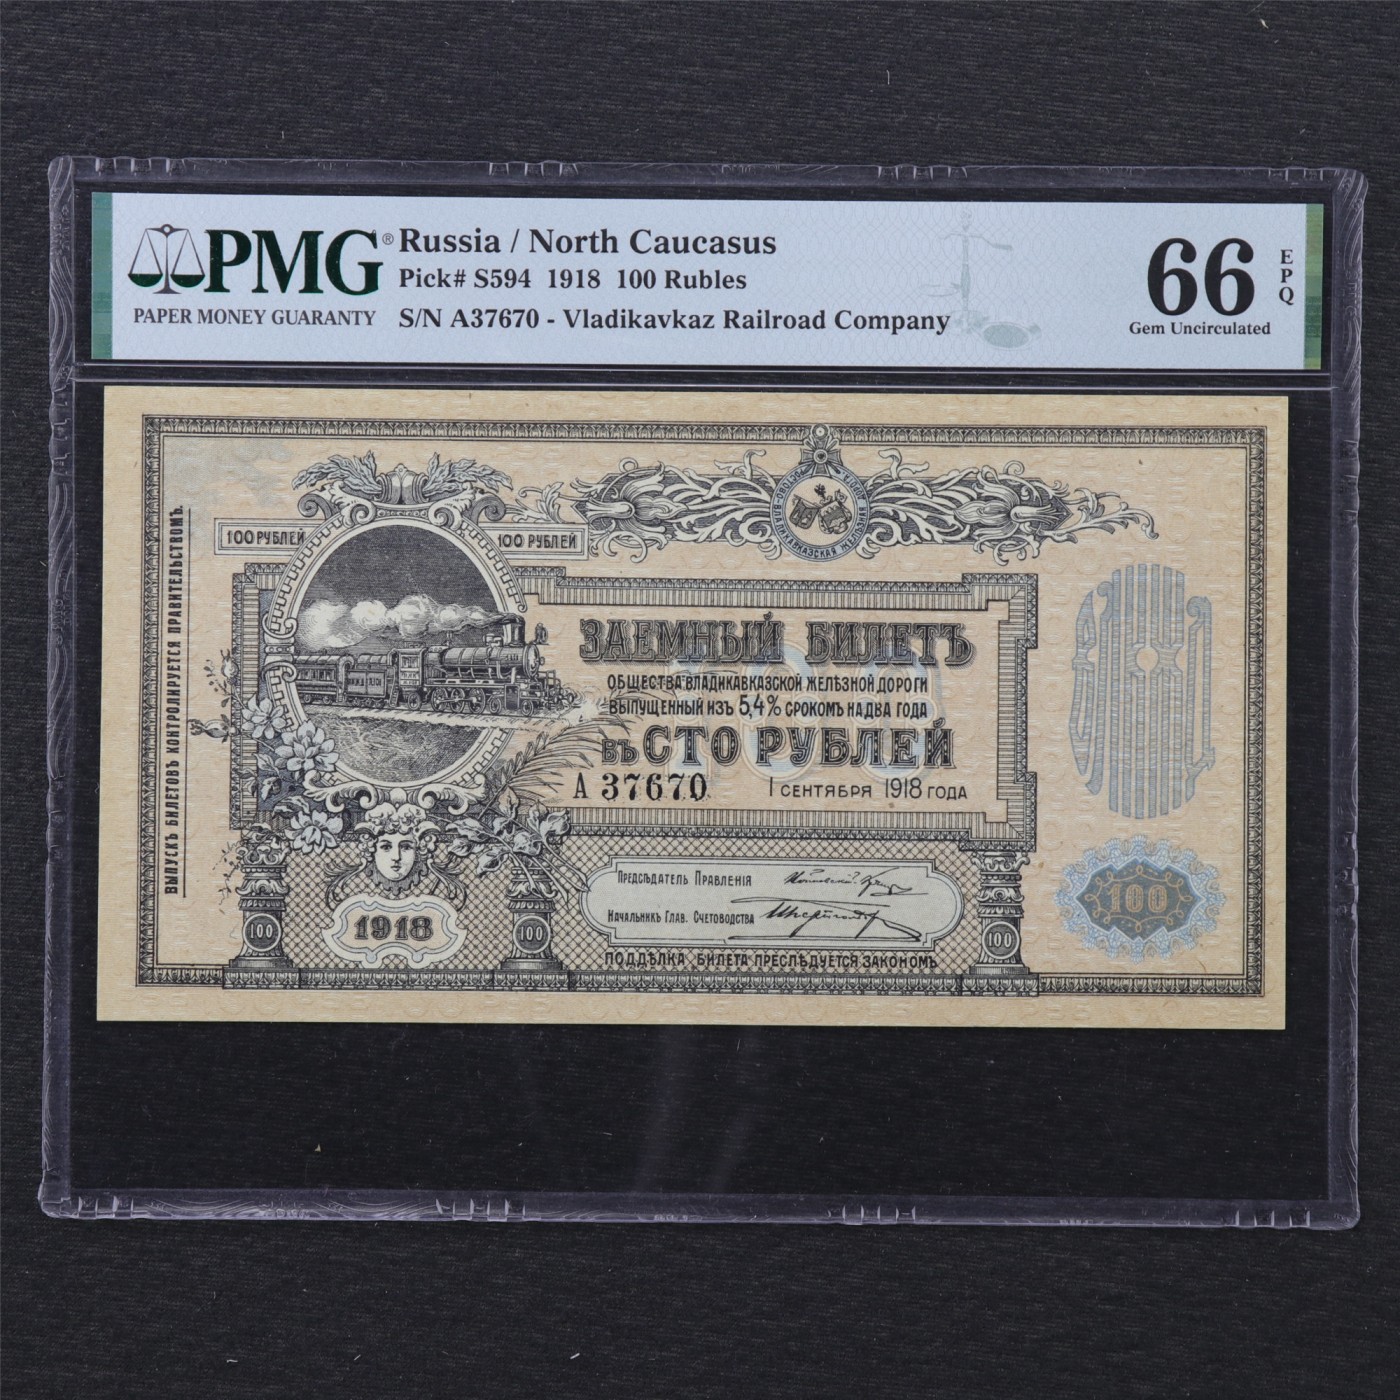 PMG®
PAPER MONEY GUARANTY
Russia / North Caucasus
Pick# S594 1918 100 Rubles
S/N A37670 - Vladikavkaz Railroad Company
66
EPQ
Gem Uncirculated
ВЫПУСКЪ БИЛЕТОВЪ КОНТРОЛИРУЕТСЯ ПРАВИТЕЛЬСТВОМЪ.
100 РУБЛЕЙ
100 РУБЛЕЙ
ЗАЕМНЫЙ БИЛЕТЪ
ОБЩЕСТВА ВЛАДИКАВКАЗСКОЙ ЖЕЛѢЗНОЙ ДОРОГИ
ВЫПУЩЕННЫЙ ИЗЪ 5,4% СРОКОМЪ НА ДВА ГОДА
ВЪ СТО РУБЛЕЙ
А 37670
1 СЕНТЯБРЯ 1918 ГОДА
100
ПРЕДСѢДАТЕЛЬ ПРАВЛЕНІЯ
НАЧАЛЬНИКЪ ГЛАВ. СЧЕТОВОДСТВА
1918
100
100
100
100
ПОДДѢЛКА БИЛЕТА ПРЕСЛѢДУЕТСЯ ЗАКОНОМЪ